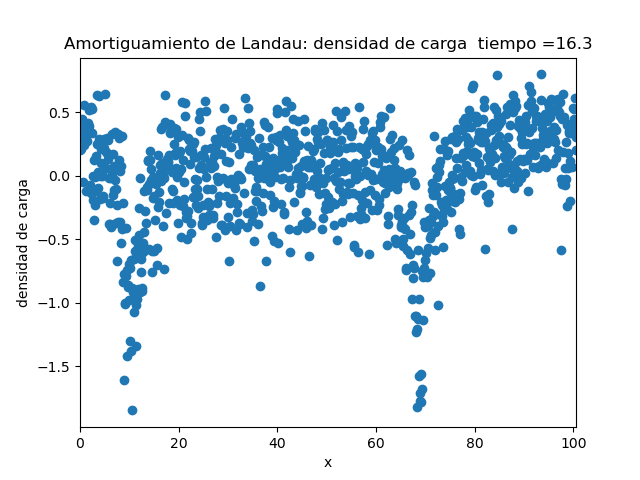 Amortiguamiento de Landau: densidad de carga  tiempo =16.3
densidad de carga
0.5
0.0
−0.5
−1.0
−1.5
0 20 40 60 80 100
x